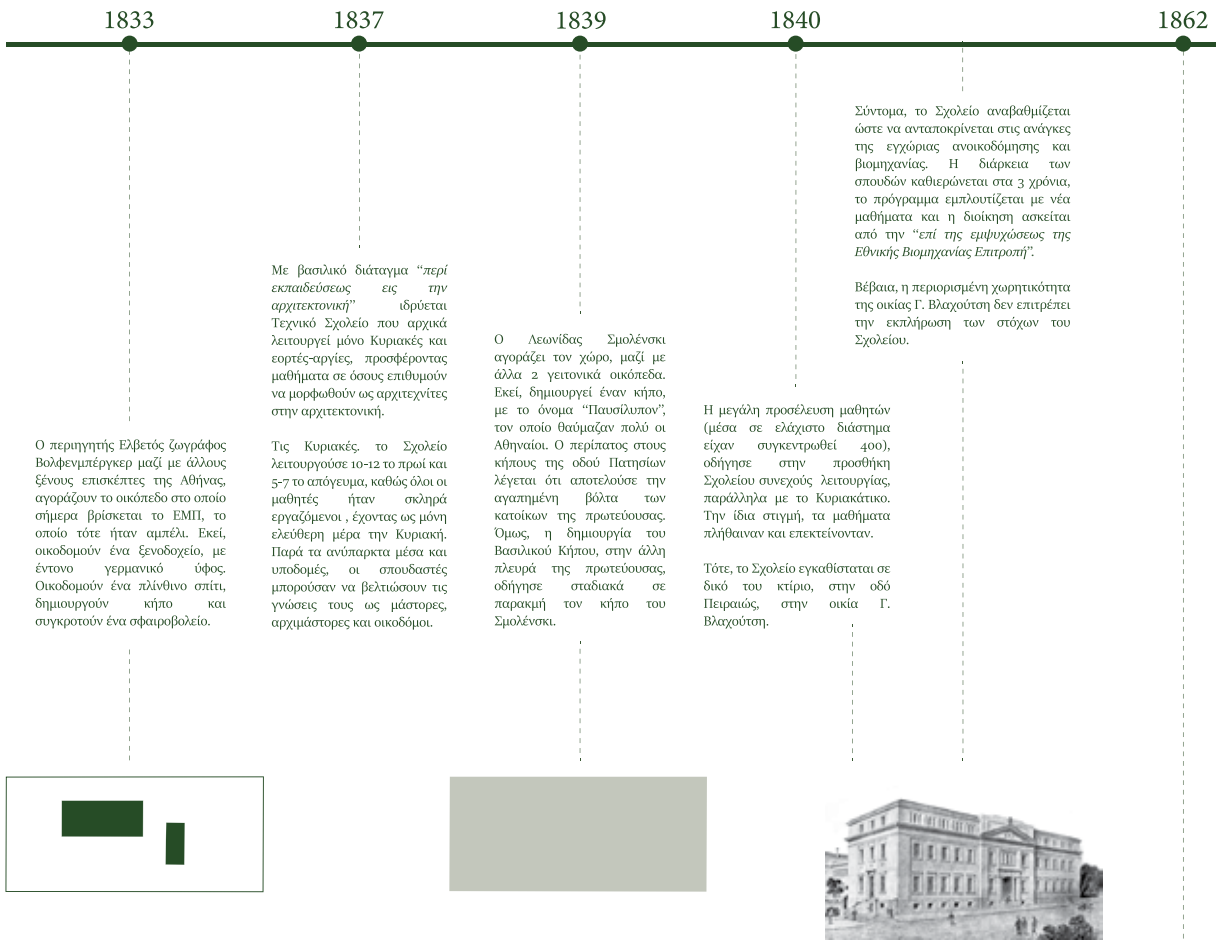 1833
1837
1839
1840
1862
Ο περιηγητής Ελβετός ζωγράφος
Βολφενμπέργκερ μαζί με άλλους
ξένους επισκέπτες της Αθήνας,
αγοράζουν το οικόπεδο στο οποίο
σήμερα βρίσκεται το ΕΜΠ, το
οποίο τότε ήταν αμπέλι. Εκεί,
οικοδομούν ένα ξενοδοχείο, με
έντονο γερμανικό ύφος.
Οικοδομούν ένα πλίνθινο σπίτι,
δημιουργούν κήπο και
συγκροτούν ένα σφαιροβολείο.
Με βασιλικό διάταγμα “περί
εκπαιδεύσεως εις την
αρχιτεκτονική” ιδρύεται
Τεχνικό Σχολείο που αρχικά
λειτουργεί μόνο Κυριακές και
εορτές-αργίες, προσφέροντας
μαθήματα σε όσους επιθυμούν
να μορφωθούν ως αρχιτεχνίτες
στην αρχιτεκτονική.
Τις Κυριακές. το Σχολείο
λειτουργούσε 10-12 το πρωί και
5-7 το απόγευμα, καθώς όλοι οι
μαθητές ήταν σκληρά
εργαζόμενοι , έχοντας ως μόνη
ελεύθερη μέρα την Κυριακή.
Παρά τα ανύπαρκτα μέσα και
υποδομές, οι σπουδαστές
μπορούσαν να βελτιώσουν τις
γνώσεις τους ως μάστορες,
αρχιμάστορες και οικοδόμοι.
Ο Λεωνίδας Σμολένσκι
αγοράζει τον χώρο, μαζί με
άλλα 2 γειτονικά οικόπεδα.
Εκεί, δημιουργεί έναν κήπο,
με το όνομα “Παυσίλυπον”,
τον οποίο θαύμαζαν πολύ οι
Αθηναίοι. Ο περίπατος στους
κήπους της οδού Πατησίων
λέγεται ότι αποτελούσε την
αγαπημένη βόλτα των
κατοίκων της πρωτεύουσας.
Όμως, η δημιουργία του
Βασιλικού Κήπου, στην άλλη
πλευρά της πρωτεύουσας,
οδήγησε σταδιακά σε
παρακμή τον κήπο του
Σμολένσκι.
Η μεγάλη προσέλευση μαθητών
(μέσα σε ελάχιστο διάστημα
είχαν συγκεντρωθεί 400),
οδήγησε στην προσθήκη
Σχολείου συνεχούς λειτουργίας,
παράλληλα με το Κυριακάτικο.
Την ίδια στιγμή, τα μαθήματα
πλήθαιναν και επεκτείνονταν.
Τότε, το Σχολείο εγκαθίσταται σε
δικό του κτίριο, στην οδό
Πειραιώς, στην οικία Γ.
Βλαχούτση.
Σύντομα, το Σχολείο αναβαθμίζεται
ώστε να ανταποκρίνεται στις ανάγκες
της εγχώριας ανοικοδόμησης και
βιομηχανίας. Η διάρκεια των
σπουδών καθιερώνεται στα 3 χρόνια,
το πρόγραμμα εμπλουτίζεται με νέα
μαθήματα και η διοίκηση ασκείται
από την “επί της εμψυχώσεως της
Εθνικής Βιομηχανίας Επιτροπή”.
Βέβαια, η περιορισμένη χωρητικότητα
της οικίας Γ. Βλαχούτση δεν επιτρέπει
την εκπλήρωση των στόχων του
Σχολείου.